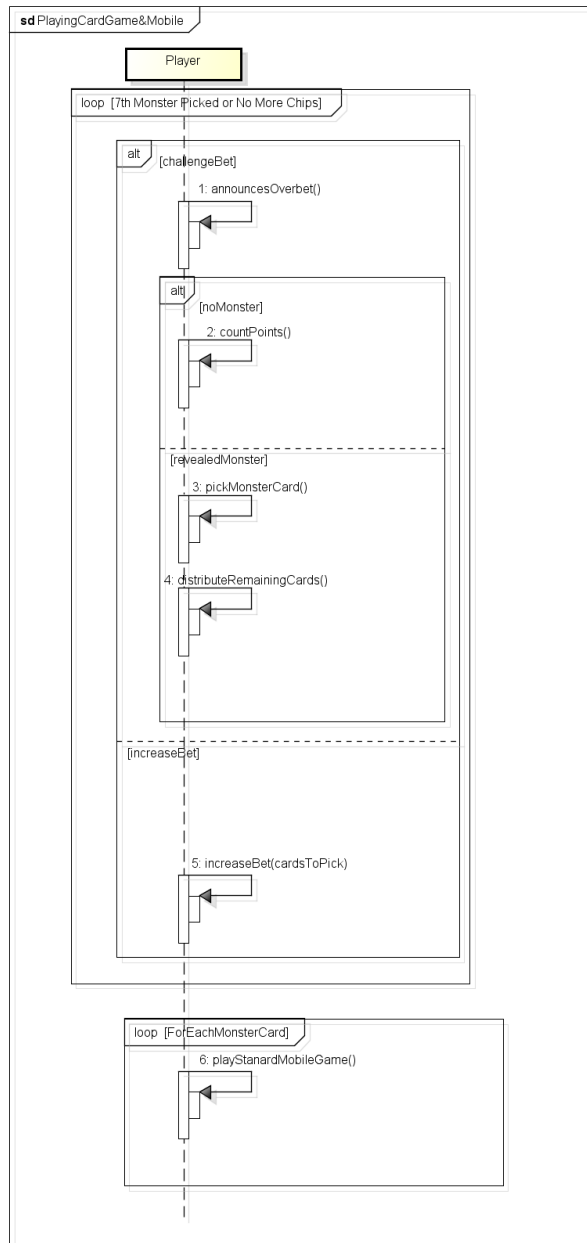 sd PlayingCardGame&Mobile
Player
loop [7th Monster Picked or No More Chips]
alt
[challengeBet]
1: announcesOverbet()
alt
[noMonster]
2: countPoints()
[revealedMonster]
3: pickMonsterCard()
4: distributeRemainingCards()
[increaseBet]
5: increaseBet(cardsToPick)
loop [ForEachMonsterCard]
6: playStanardMobileGame()